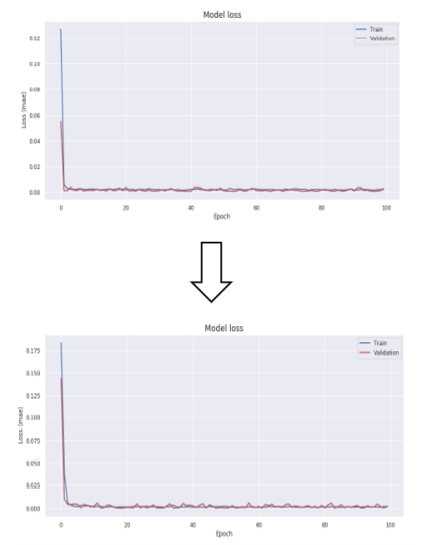 Model loss
Train
Validation
0.12
0.10
0.08
0.06
0.04
0.02
0.00
Loss (mae)
0 20 40 60 80 100
Epoch
Model loss
Train
Validation
0.175
0.150
0.125
0.100
0.075
0.050
0.025
0.000
Loss- (mae)
0 20 40 60 80 100
Epoch